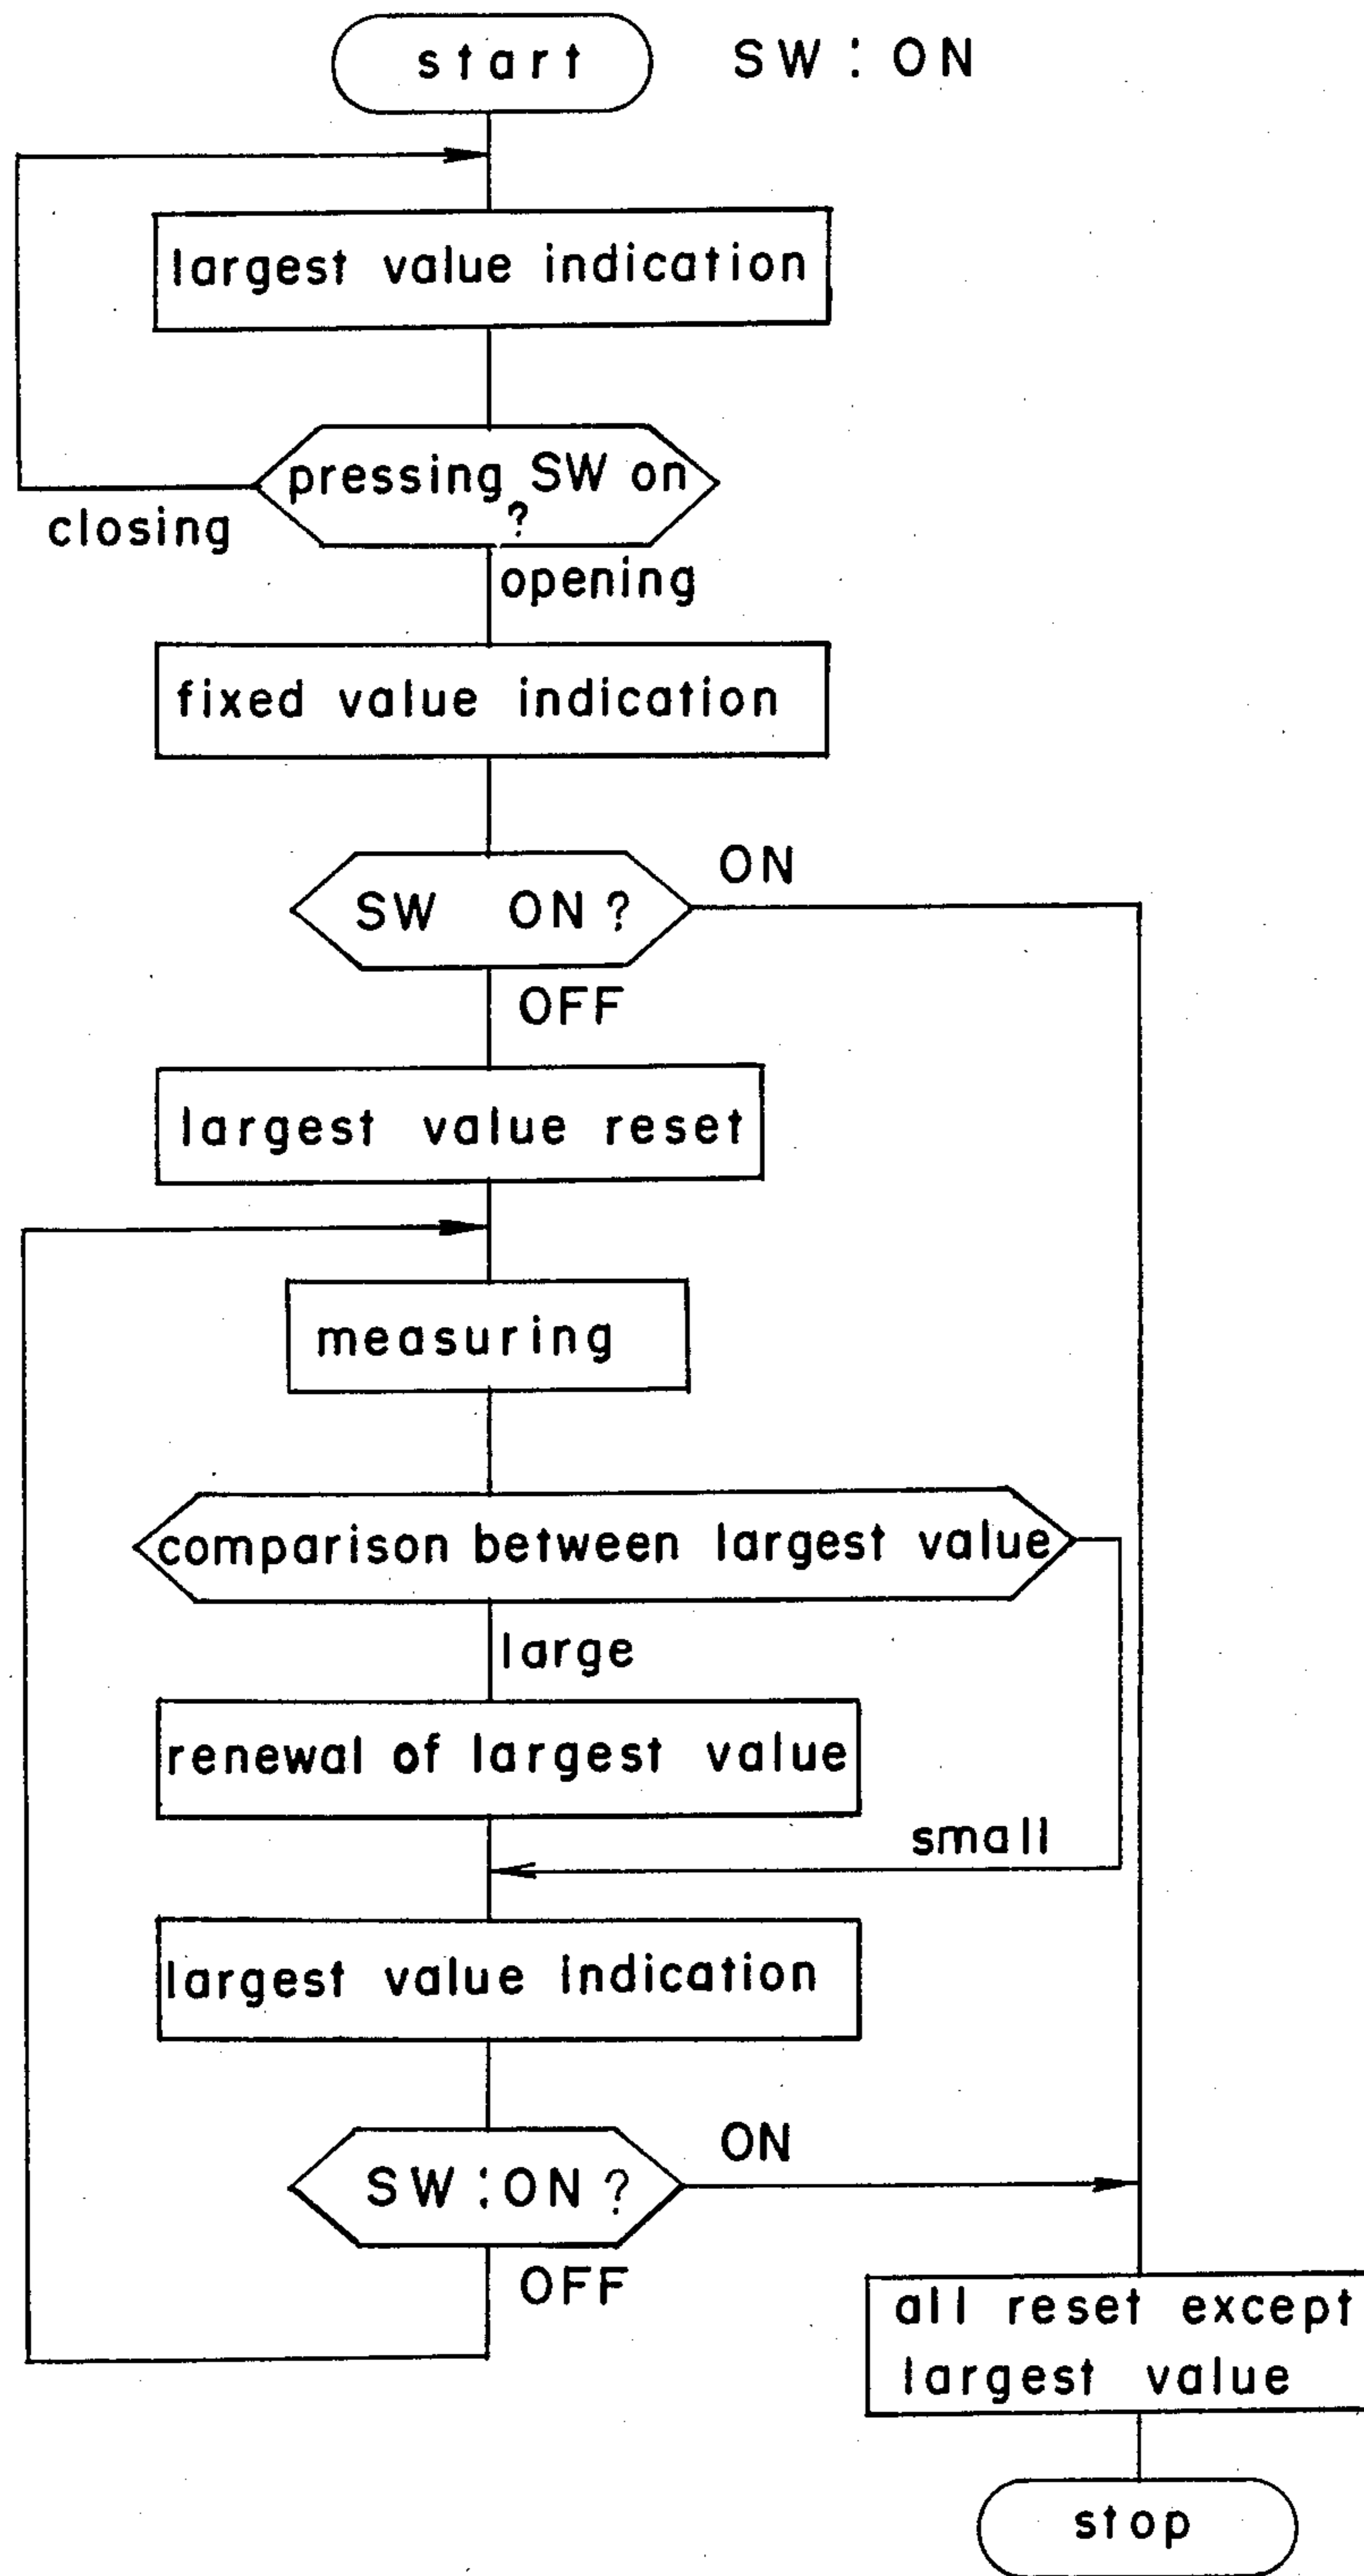 start SW : ON
largest value indication
pressing SW on
?
closing
opening
fixed value indication
ON
SW ON ?
OFF
largest value reset
measuring
comparison between largest value
large
renewal of largest value
small
largest value indication
ON
SW : ON ?
OFF
all reset except
largest value
stop